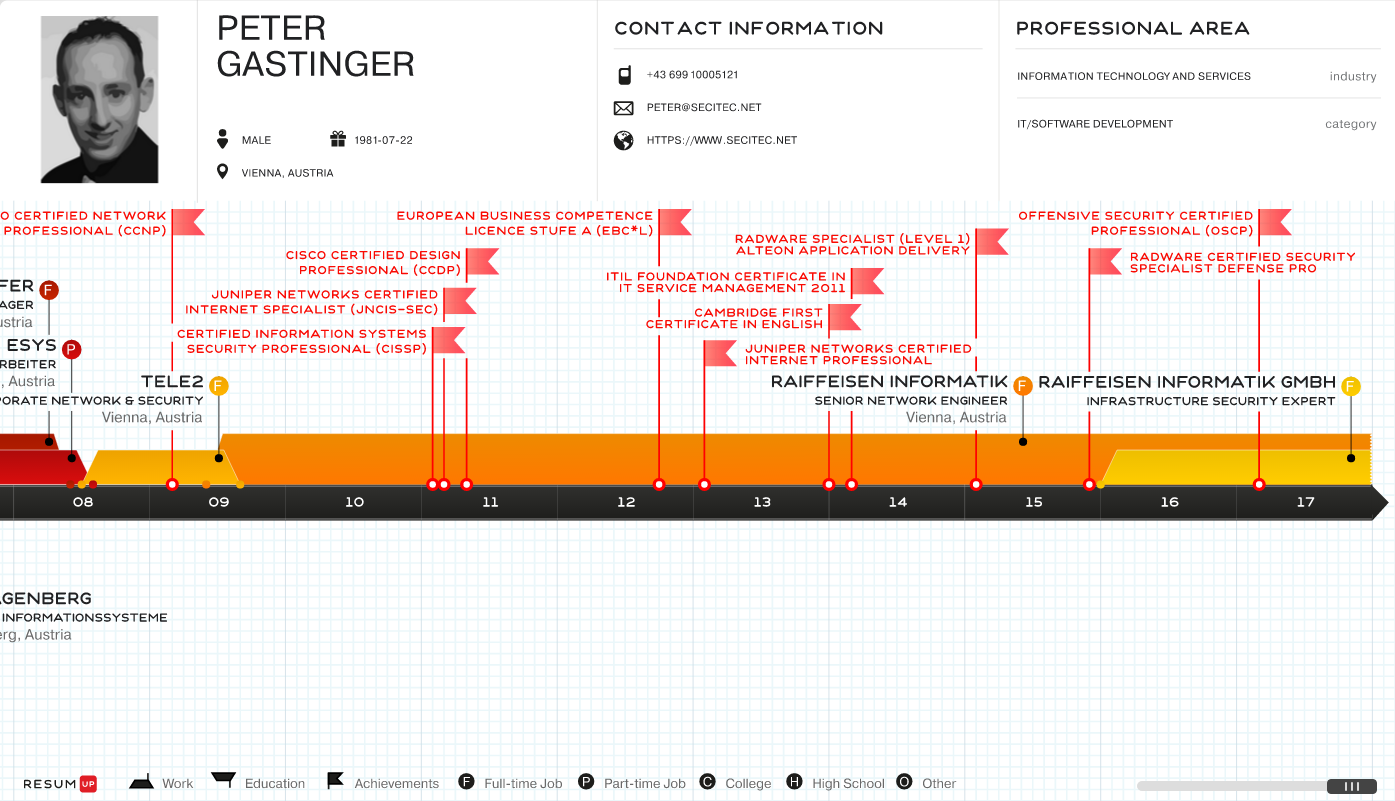 PETER
GASTINGER
MALE
1981-07-22
VIENNA, AUSTRIA
CONTACT INFORMATION
+43 699 10005121
PETER@SECITEC.NET
HTTPS://WWW.SECITEC.NET
PROFESSIONAL AREA
INFORMATION TECHNOLOGY AND SERVICES
industry
IT/SOFTWARE DEVELOPMENT
category
O CERTIFIED NETWORK
PROFESSIONAL (CCNP)
EUROPEAN BUSINESS COMPETENCE
LICENCE STUFE A (EBC*L)
OFFENSIVE SECURITY CERTIFIED
PROFESSIONAL (OSCP)
RADWARE SPECIALIST (LEVEL 1)
ALTEON APPLICATION DELIVERY
CISCO CERTIFIED DESIGN
PROFESSIONAL (CCDP)
RADWARE CERTIFIED SECURITY
SPECIALIST DEFENSE PRO
ITIL FOUNDATION CERTIFICATE IN
IT SERVICE MANAGEMENT 2011
JUNIPER NETWORKS CERTIFIED
INTERNET SPECIALIST (JNCIS-SEC)
CAMBRIDGE FIRST
CERTIFICATE IN ENGLISH
CERTIFIED INFORMATION SYSTEMS
SECURITY PROFESSIONAL (CISSP)
JUNIPER NETWORKS CERTIFIED
INTERNET PROFESSIONAL
FER
F
AGER
ustria
ESYS
P
RBEITER
, Austria
TELE2
F
PORATE NETWORK & SECURITY
Vienna, Austria
RAIFFEISEN INFORMATIK
F
SENIOR NETWORK ENGINEER
Vienna, Austria
RAIFFEISEN INFORMATIK GMBH
F
INFRASTRUCTURE SECURITY EXPERT
08 09 10 11 12 13 14 15 16 17
AGENBERG
INFORMATIONSSYSTEME
erg, Austria
RESUM UP
Work
Education
Achievements
F Full-time Job
P Part-time Job
C College
H High School
O Other